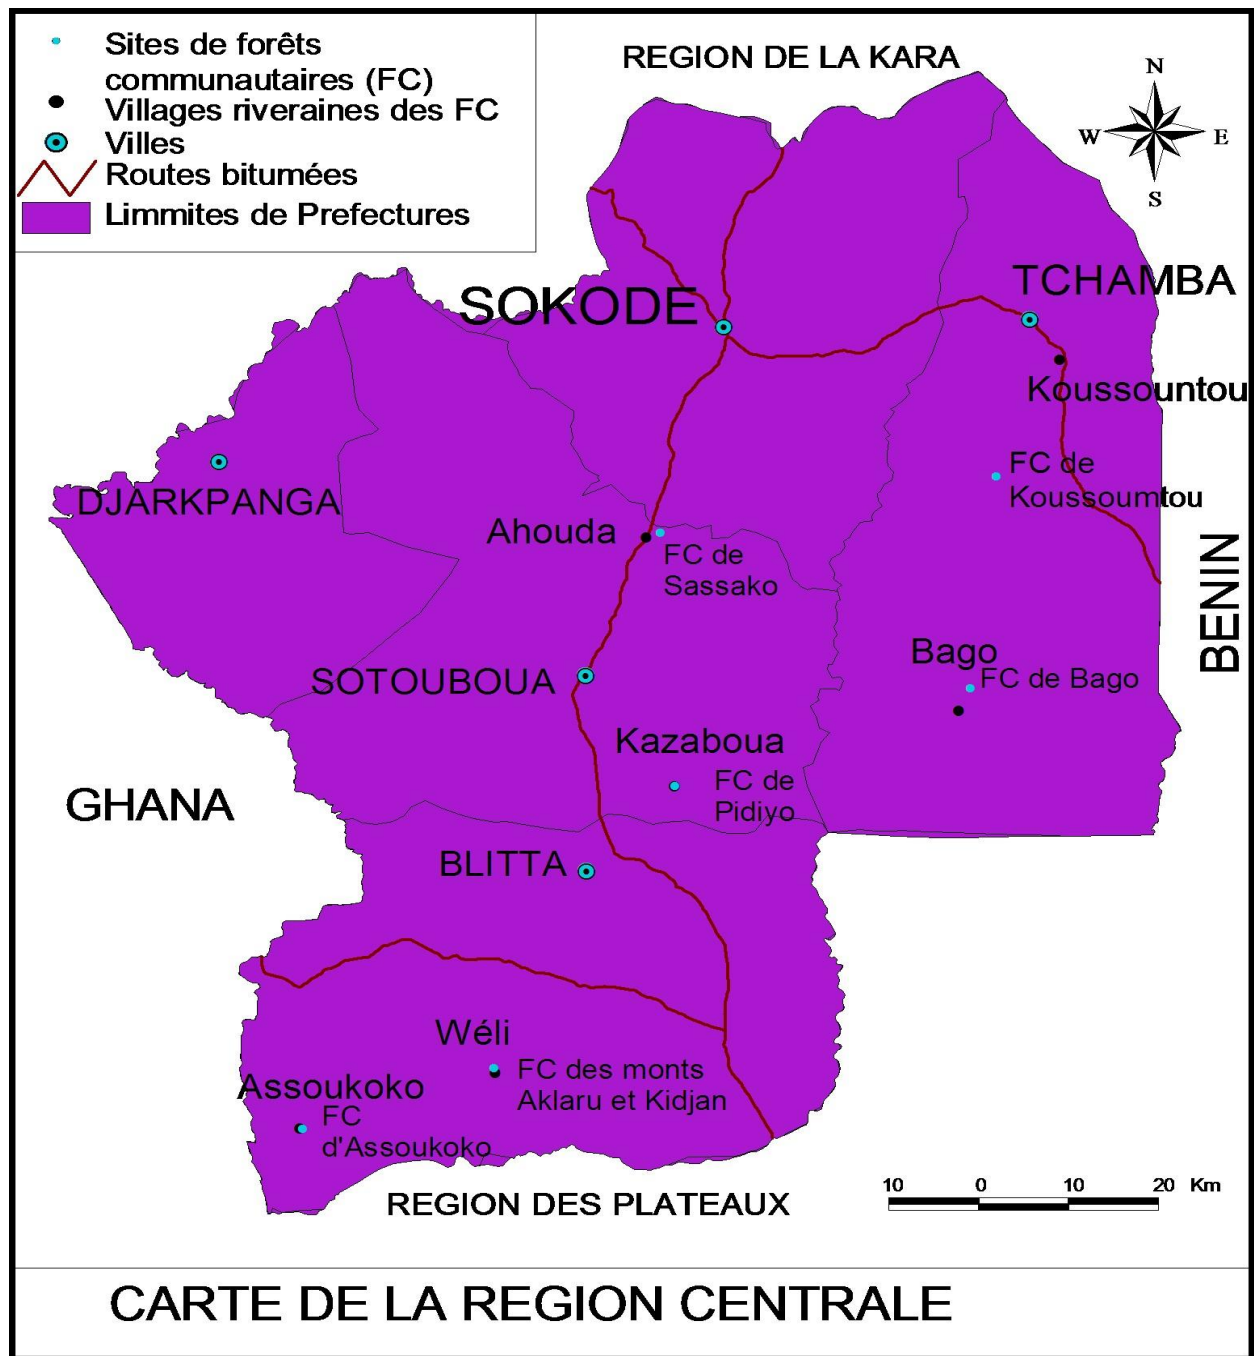 Sites de forêts
communautaires (FC)
Villages riveraines des FC
Villes
Routes bitumées
Limmites de Prefectures
REGION DE LA KARA
N
W
E
S
TCHAMBA
SOKODE
Koussountou
FC de
Koussoumtou
DJARKPANGA
Ahouda
FC de
Sassako
BENIN
Bago
FC de Bago
SOTOUBOUA
Kazaboua
FC de
Pidiyo
GHANA
BLITTA
Wéli
FC des monts
Aklaru et Kidjan
Assoukoko
FC
d'Assoukoko
REGION DES PLATEAUX
10 0 10 20 Km
CARTE DE LA REGION CENTRALE